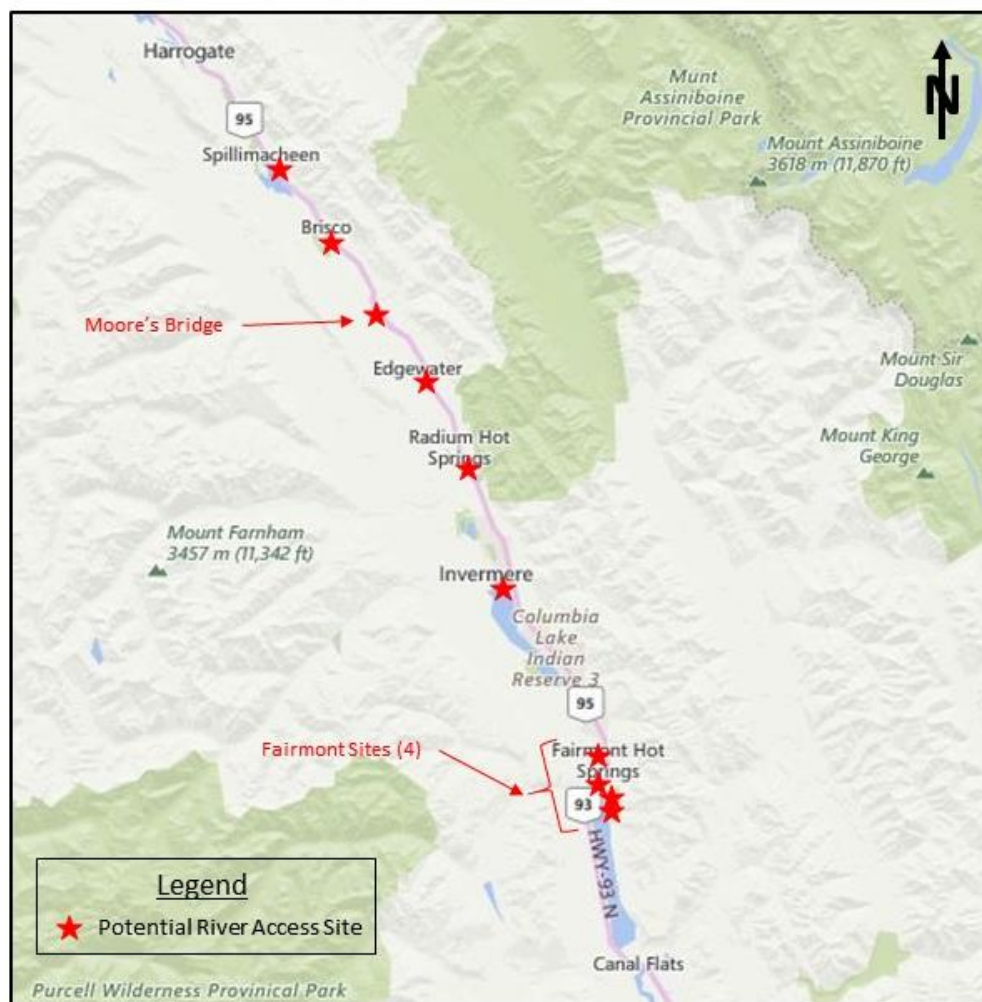 Harrogate
N
Munt
Assiniboine
Provincial Park
95
Mount Assiniboine
3618 m (11,870 ft)
Spillimacheen
Brisco
Moore's Bridge
Edgewater
Mount Sir
Douglas
Radium Hot
Springs
Mount King
George
Mount Farnham
3457 m (11,342 ft)
Invermere
Columbia
Lake
Indian
Reserve 3
95
Fairmont Sites (4)
Fairmont Hot
Springs
93
HWY-93 N
Legend
Potential River Access Site
Canal Flats
Purcell Wilderness Provinical Park